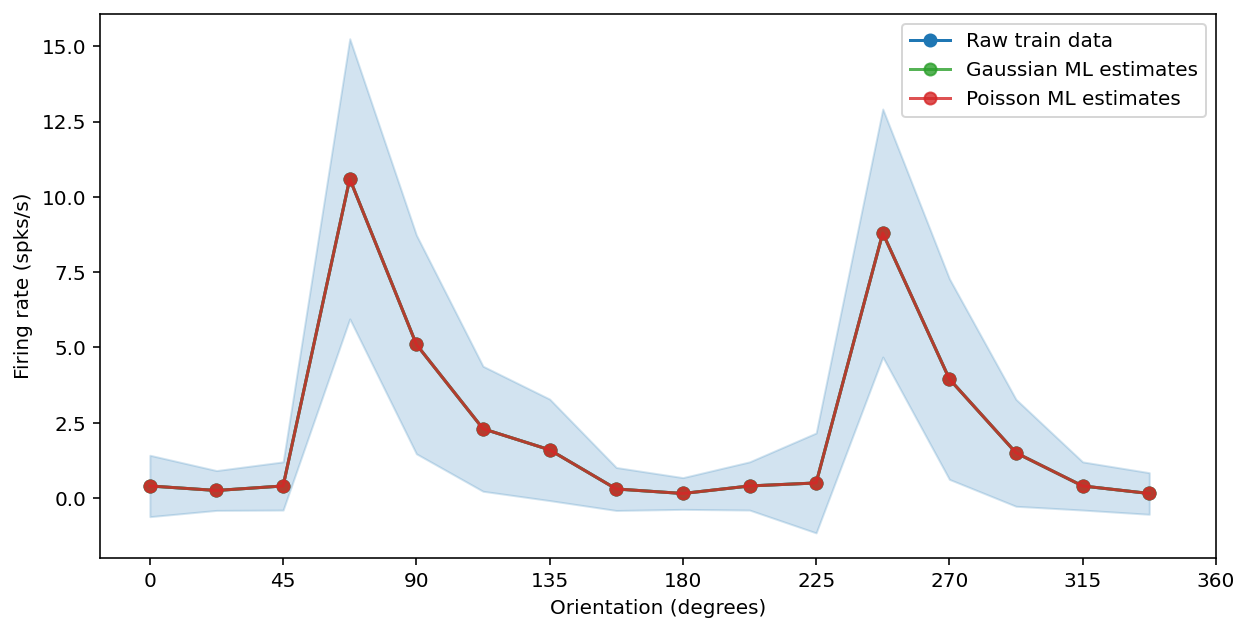 Raw train data
Gaussian ML estimates
Poisson ML estimates
15.0
12.5
10.0
7.5
5.0
2.5
0.0
Firing rate (spks/s)
0 45 90 135 180 225 270 315 360
Orientation (degrees)